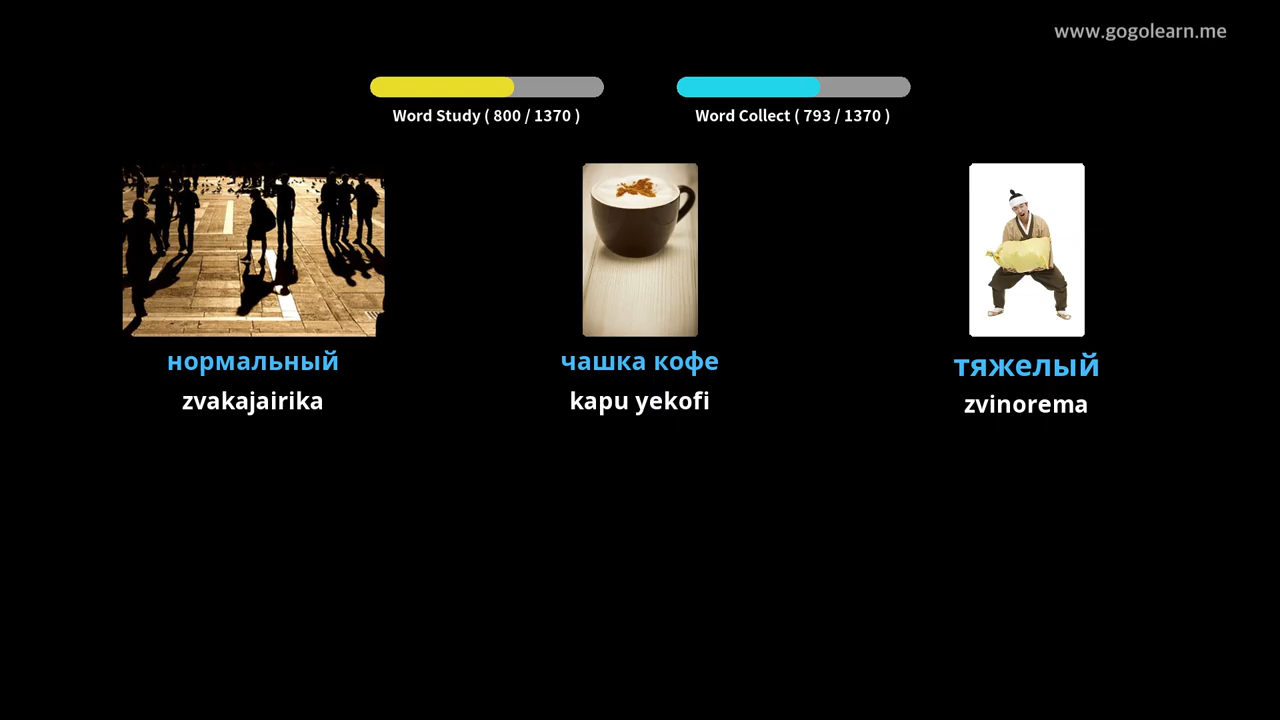 www.gogolearn.me
Word Study ( 800 / 1370 )
Word Collect ( 793 / 1370 )
нормальный
zvakajairika
чашка кофе
kapu yekofi
тяжелый
zvinorema